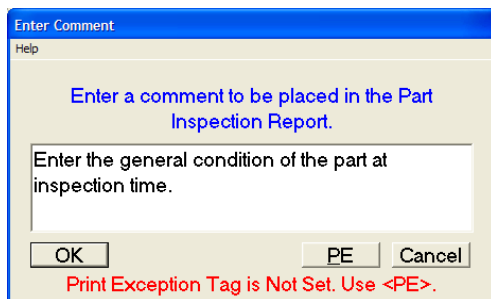 Enter Comment
Help
Enter a comment to be placed in the Part
Inspection Report.
Enter the general condition of the part at
inspection time.
OK PE Cancel
Print Exception Tag is Not Set. Use <PE>.